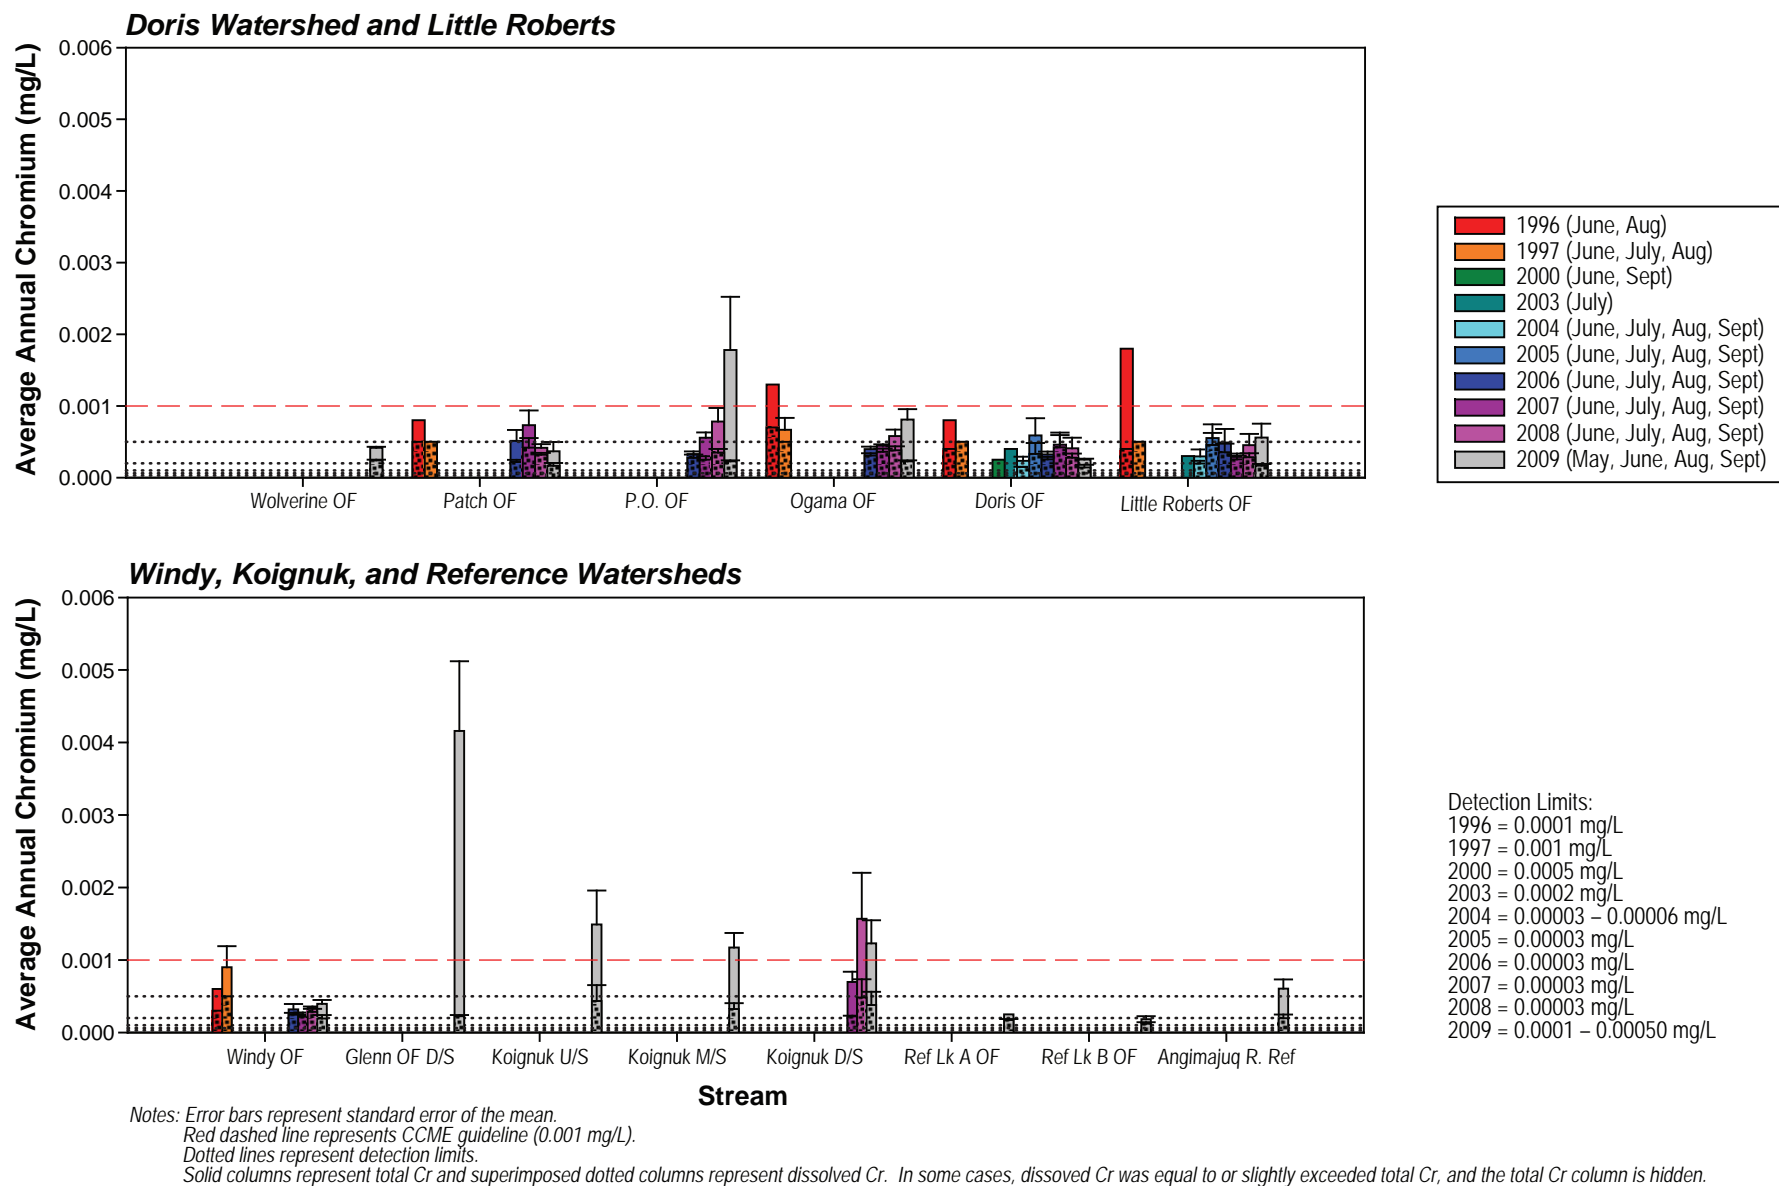 Doris Watershed and Little Roberts
Average Annual Chromium (mg/L)
0.006
0.005
0.004
0.003
0.002
0.001
0.000
Wolverine OF
Patch OF
P.O. OF
Ogama OF
Doris OF
Little Roberts OF
1996 (June, Aug)
1997 (June, July, Aug)
2000 (June, Sept)
2003 (July)
2004 (June, July, Aug, Sept)
2005 (June, July, Aug, Sept)
2006 (June, July, Aug, Sept)
2007 (June, July, Aug, Sept)
2008 (June, July, Aug, Sept)
2009 (May, June, Aug, Sept)
Windy, Koignuk, and Reference Watersheds
Average Annual Chromium (mg/L)
0.006
0.005
0.004
0.003
0.002
0.001
0.000
Windy OF
Glenn OF D/S
Koignuk U/S
Koignuk M/S
Koignuk D/S
Ref Lk A OF
Ref Lk B OF
Angimajuq R. Ref
Stream
Detection Limits:
1996 = 0.0001 mg/L
1997 = 0.001 mg/L
2000 = 0.0005 mg/L
2003 = 0.0002 mg/L
2004 = 0.00003 – 0.00006 mg/L
2005 = 0.00003 mg/L
2006 = 0.00003 mg/L
2007 = 0.00003 mg/L
2008 = 0.00003 mg/L
2009 = 0.0001 – 0.00050 mg/L
Notes: Error bars represent standard error of the mean.
Red dashed line represents CCME guideline (0.001 mg/L).
Dotted lines represent detection limits.
Solid columns represent total Cr and superimposed dotted columns represent dissolved Cr. In some cases, dissoved Cr was equal to or slightly exceeded total Cr, and the total Cr column is hidden.